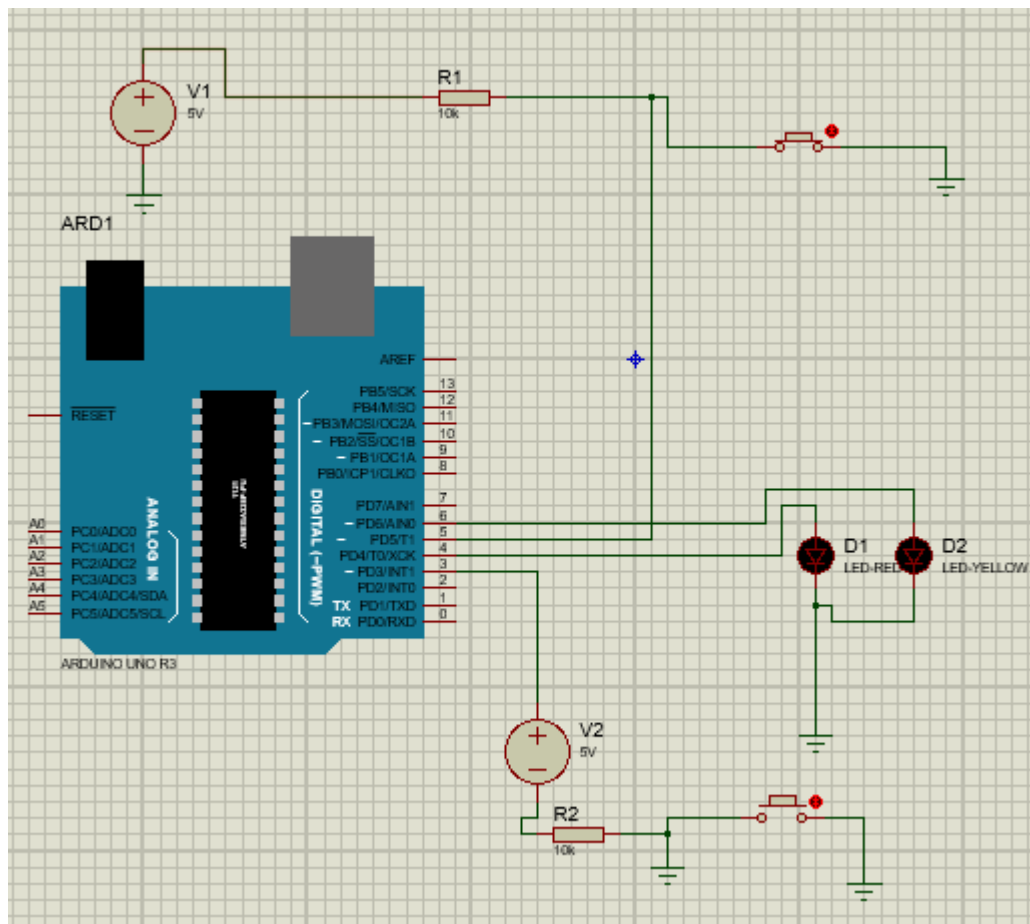 V1
5V
R1
10k
ARD1
AREF
13
PB5/SCK
12
PB4/MISO
11
~PB3/MOSI/OC2A
10
~ PB2/SS/OC1B
9
~ PB1/OC1A
8
PB0/ICP1/CLKO
RESET
7
PD7/AIN1
6
~ PD6/AIN0
5
~ PD5/T1
4
PD4/T0/XCK
3
~ PD3/INT1
2
PD2/INT0
1
TX PD1/TXD
0
RX PD0/RXD
DIGITAL (~PWM)
ANALOG IN
A0
PC0/ADC0
A1
PC1/ADC1
A2
PC2/ADC2
A3
PC3/ADC3
A4
PC4/ADC4/SDA
A5
PC5/ADC5/SCL
ARDUINO UNO R3
D1
LED-RED
D2
LED-YELLOW
V2
5V
R2
10k